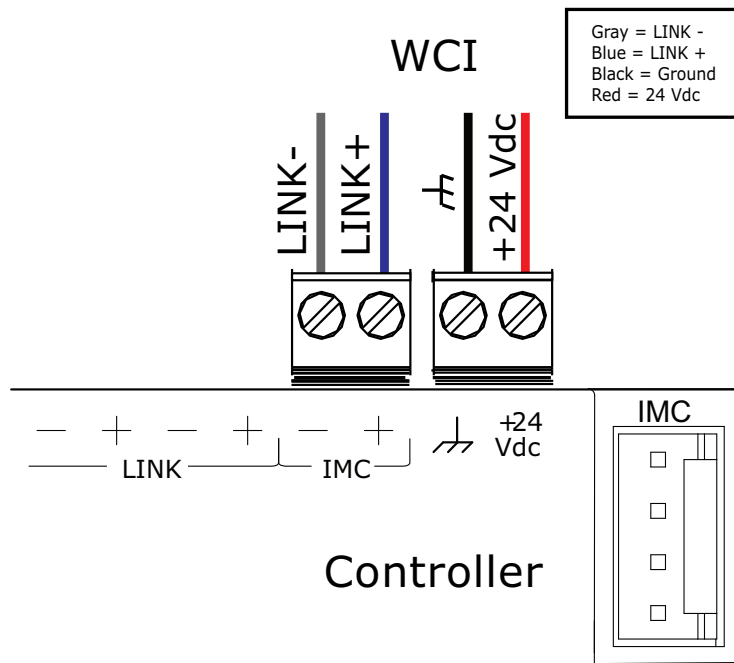 WCI
Gray = LINK -
Blue = LINK +
Black = Ground
Red = 24 Vdc
LINK-
LINK+
+24 Vdc
− + − + − +
+24
Vdc
LINK
IMC
IMC
Controller